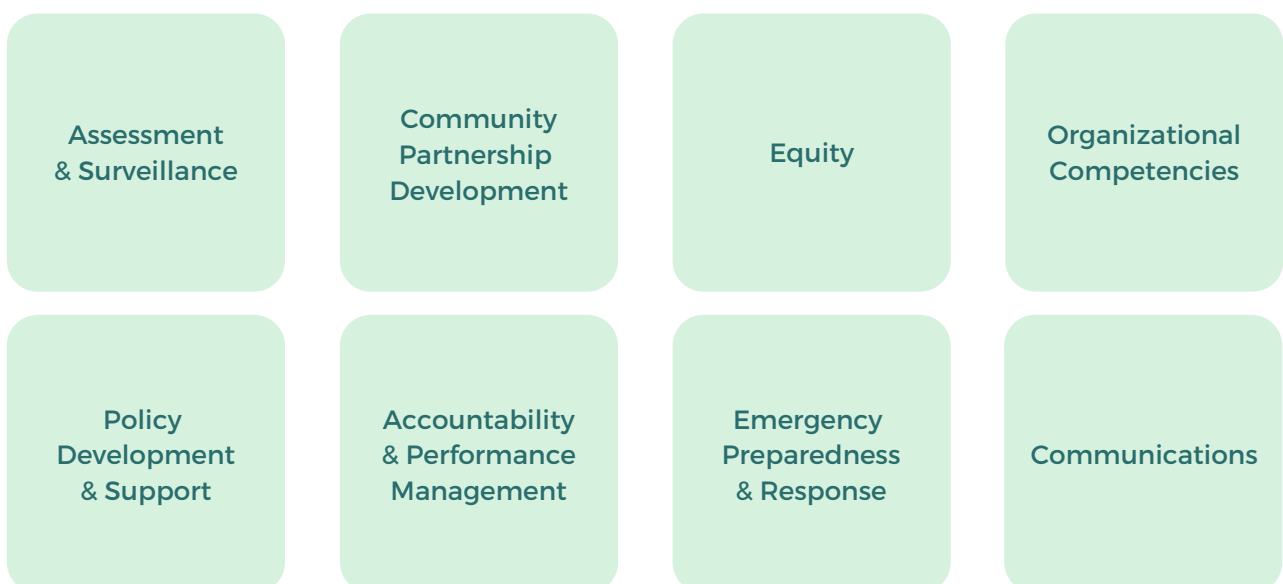 Assessment
& Surveillance
Community
Partnership
Development
Equity
Organizational
Competencies
Policy
Development
& Support
Accountability
& Performance
Management
Emergency
Preparedness
& Response
Communications